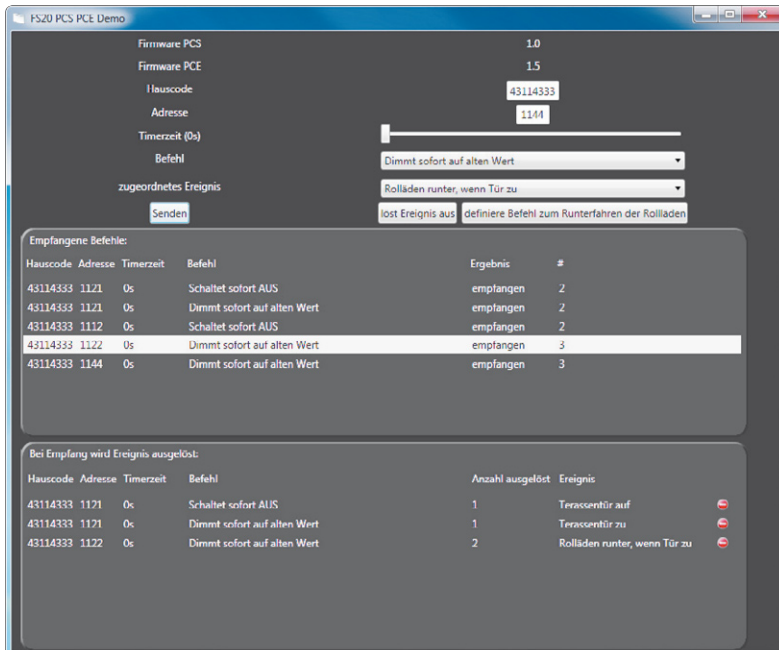 FS20 PCS PCE Demo
Firmware PCS 1.0
Firmware PCE 1.5
Hauscode 43114333
Adresse 1144
Timerzeit (0s)
Befehl Dimmt sofort auf alten Wert
zugeordnetes Ereignis Rolläden runter, wenn Tür zu
Senden löst Ereignis aus definiere Befehl zum Runterfahren der Rollläden
Empfangene Befehle:
Hauscode Adresse Timerzeit Befehl Ergebnis #
43114333 1121 0s Schaltet sofort AUS empfangen 2
43114333 1121 0s Dimmt sofort auf alten Wert empfangen 2
43114333 1112 0s Schaltet sofort AUS empfangen 2
43114333 1122 0s Dimmt sofort auf alten Wert empfangen 3
43114333 1144 0s Dimmt sofort auf alten Wert empfangen 3
Bei Empfang wird Ereignis ausgelöst:
Hauscode Adresse Timerzeit Befehl Anzahl ausgelöst Ereignis
43114333 1121 0s Schaltet sofort AUS 1 Terassentür auf
43114333 1121 0s Dimmt sofort auf alten Wert 1 Terassentür zu
43114333 1122 0s Dimmt sofort auf alten Wert 2 Rolläden runter, wenn Tür zu